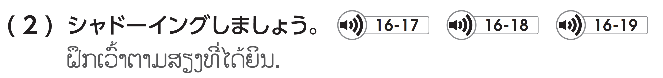 (2) シャドーイングしましょう。 16-17 16-18 16-19
ຝຶກເວົ້າຕາມສຽງທີ່ໄດ້ຍິນ.